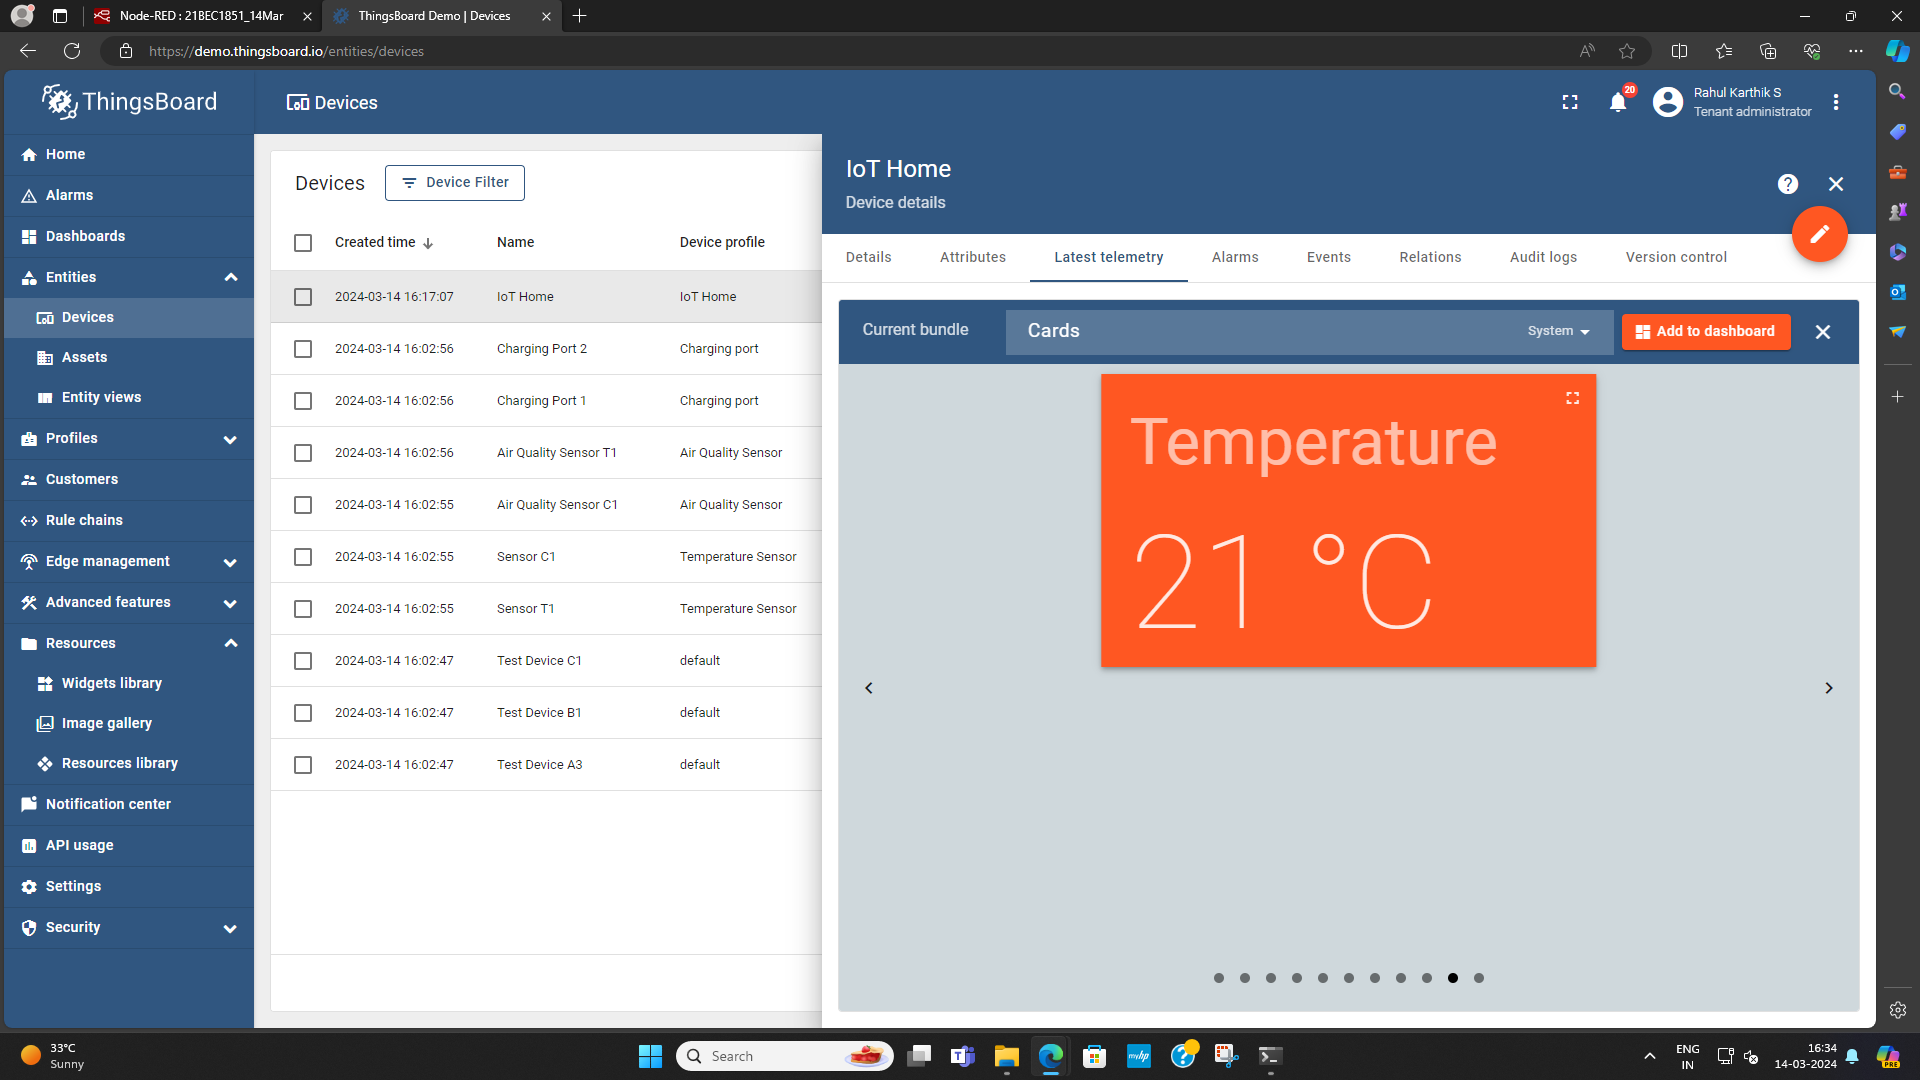 Node-RED : 21BEC1851_14Mar
ThingsBoard Demo | Devices
https://demo.thingsboard.io/entities/devices
ThingsBoard
Devices
20
Rahul Karthik S
Tenant administrator
Home
Alarms
Dashboards
Entities
Devices
Assets
Entity views
Profiles
Customers
Rule chains
Edge management
Advanced features
Resources
Widgets library
Image gallery
Resources library
Notification center
API usage
Settings
Security
Devices
Device Filter
Created time Name Device profile
2024-03-14 16:17:07 IoT Home IoT Home
2024-03-14 16:02:56 Charging Port 2 Charging port
2024-03-14 16:02:56 Charging Port 1 Charging port
2024-03-14 16:02:56 Air Quality Sensor T1 Air Quality Sensor
2024-03-14 16:02:55 Air Quality Sensor C1 Air Quality Sensor
2024-03-14 16:02:55 Sensor C1 Temperature Sensor
2024-03-14 16:02:55 Sensor T1 Temperature Sensor
2024-03-14 16:02:47 Test Device C1 default
2024-03-14 16:02:47 Test Device B1 default
2024-03-14 16:02:47 Test Device A3 default
IoT Home
Device details
Details Attributes Latest telemetry Alarms Events Relations Audit logs Version control
Current bundle Cards System Add to dashboard
Temperature
21 °C
33°C
Sunny
Search
myhp
ENG
IN
16:34
14-03-2024
PRE